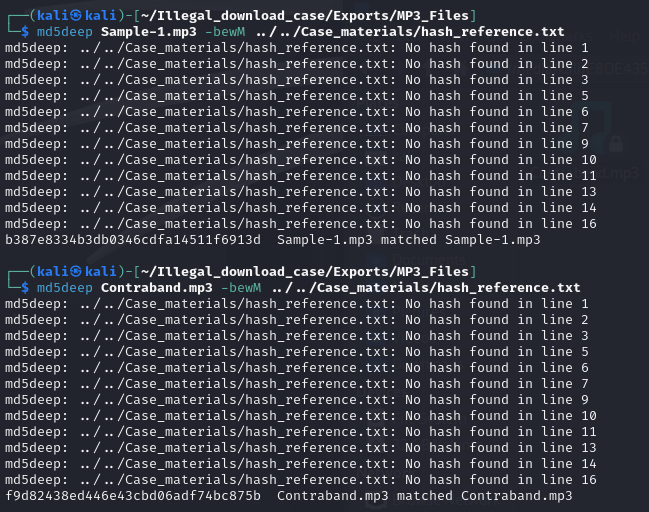 ┌──(kali㉿kali)-[~/Illegal_download_case/Exports/MP3_Files]
└─$ md5deep Sample-1.mp3 -bewM ../../Case_materials/hash_reference.txt
md5deep: ../../Case_materials/hash_reference.txt: No hash found in line 1
md5deep: ../../Case_materials/hash_reference.txt: No hash found in line 2
md5deep: ../../Case_materials/hash_reference.txt: No hash found in line 3
md5deep: ../../Case_materials/hash_reference.txt: No hash found in line 5
md5deep: ../../Case_materials/hash_reference.txt: No hash found in line 6
md5deep: ../../Case_materials/hash_reference.txt: No hash found in line 7
md5deep: ../../Case_materials/hash_reference.txt: No hash found in line 9
md5deep: ../../Case_materials/hash_reference.txt: No hash found in line 10
md5deep: ../../Case_materials/hash_reference.txt: No hash found in line 11
md5deep: ../../Case_materials/hash_reference.txt: No hash found in line 13
md5deep: ../../Case_materials/hash_reference.txt: No hash found in line 14
md5deep: ../../Case_materials/hash_reference.txt: No hash found in line 16
b387e8334b3db0346cdfa14511f6913d  Sample-1.mp3 matched Sample-1.mp3
┌──(kali㉿kali)-[~/Illegal_download_case/Exports/MP3_Files]
└─$ md5deep Contraband.mp3 -bewM ../../Case_materials/hash_reference.txt
md5deep: ../../Case_materials/hash_reference.txt: No hash found in line 1
md5deep: ../../Case_materials/hash_reference.txt: No hash found in line 2
md5deep: ../../Case_materials/hash_reference.txt: No hash found in line 3
md5deep: ../../Case_materials/hash_reference.txt: No hash found in line 5
md5deep: ../../Case_materials/hash_reference.txt: No hash found in line 6
md5deep: ../../Case_materials/hash_reference.txt: No hash found in line 7
md5deep: ../../Case_materials/hash_reference.txt: No hash found in line 9
md5deep: ../../Case_materials/hash_reference.txt: No hash found in line 10
md5deep: ../../Case_materials/hash_reference.txt: No hash found in line 11
md5deep: ../../Case_materials/hash_reference.txt: No hash found in line 13
md5deep: ../../Case_materials/hash_reference.txt: No hash found in line 14
md5deep: ../../Case_materials/hash_reference.txt: No hash found in line 16
f9d82438ed446e43cbd06adf74bc875b  Contraband.mp3 matched Contraband.mp3